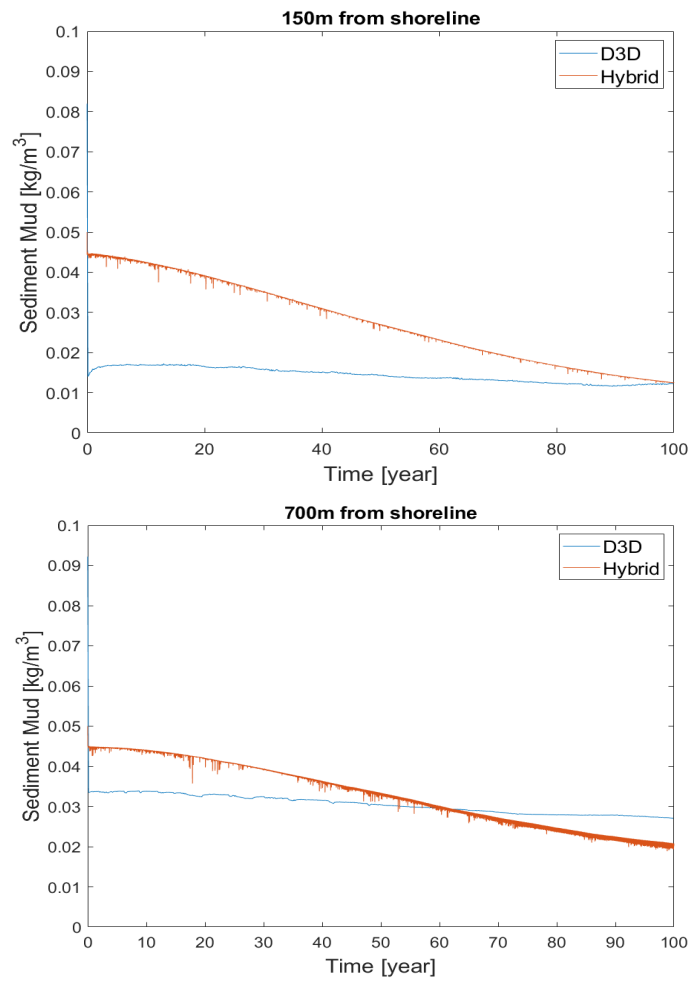 150m from shoreline
0.1
0.09
0.08
0.07
0.06
0.05
0.04
0.03
0.02
0.01
0
Sediment Mud [kg/m³]
D3D
Hybrid
0 20 40 60 80 100
Time [year]
700m from shoreline
0.1
0.09
0.08
0.07
0.06
0.05
0.04
0.03
0.02
0.01
0
Sediment Mud [kg/m³]
D3D
Hybrid
0 10 20 30 40 50 60 70 80 90 100
Time [year]